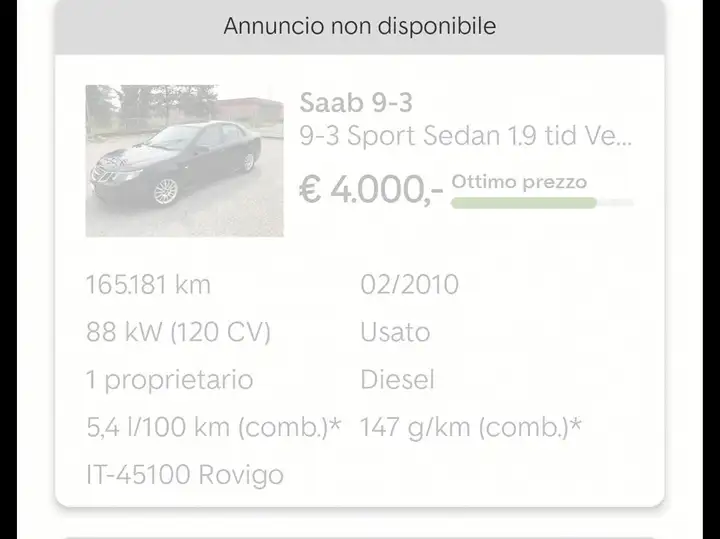 Annuncio non disponibile
Saab 9-3
9-3 Sport Sedan 1.9 tid Ve...
€ 4.000,- Ottimo prezzo
165.181 km 02/2010
88 kW (120 CV) Usato
1 proprietario Diesel
5,4 l/100 km (comb.)* 147 g/km (comb.)*
IT-45100 Rovigo